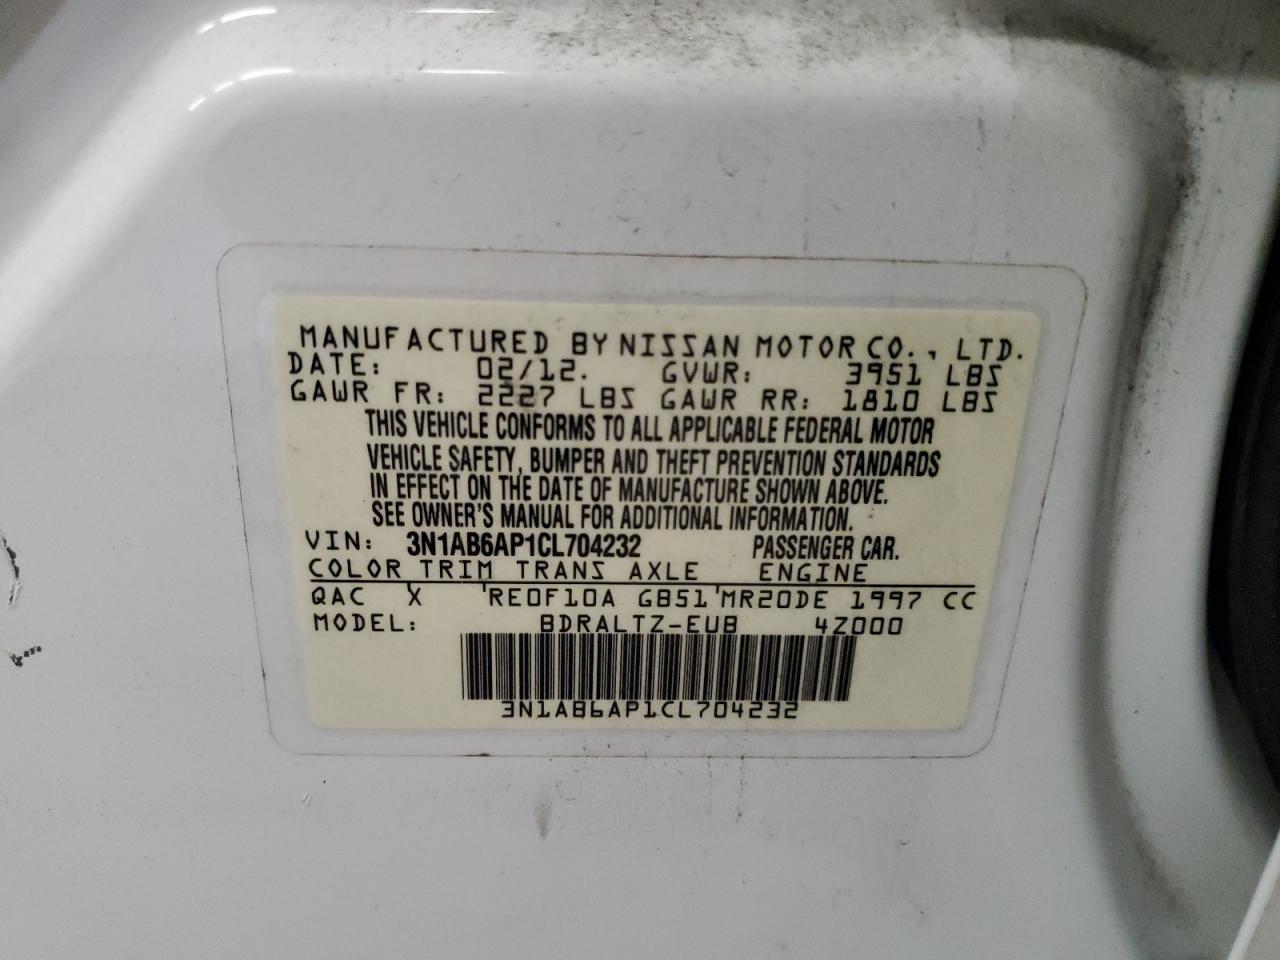 MANUFACTURED BY NISSAN MOTOR CO., LTD.
DATE: 02/12. GVWR: 3951 LBS
GAWR FR: 2227 LBS GAWR RR: 1810 LBS
THIS VEHICLE CONFORMS TO ALL APPLICABLE FEDERAL MOTOR
VEHICLE SAFETY, BUMPER AND THEFT PREVENTION STANDARDS
IN EFFECT ON THE DATE OF MANUFACTURE SHOWN ABOVE.
SEE OWNER'S MANUAL FOR ADDITIONAL INFORMATION.
VIN: 3N1AB6AP1CL704232 PASSENGER CAR.
COLOR TRIM TRANS AXLE ENGINE
QAC X RE0F10A GB51 MR20DE 1997 CC
MODEL: BDRALTZ-EUB 4Z000
3N1AB6AP1CL704232